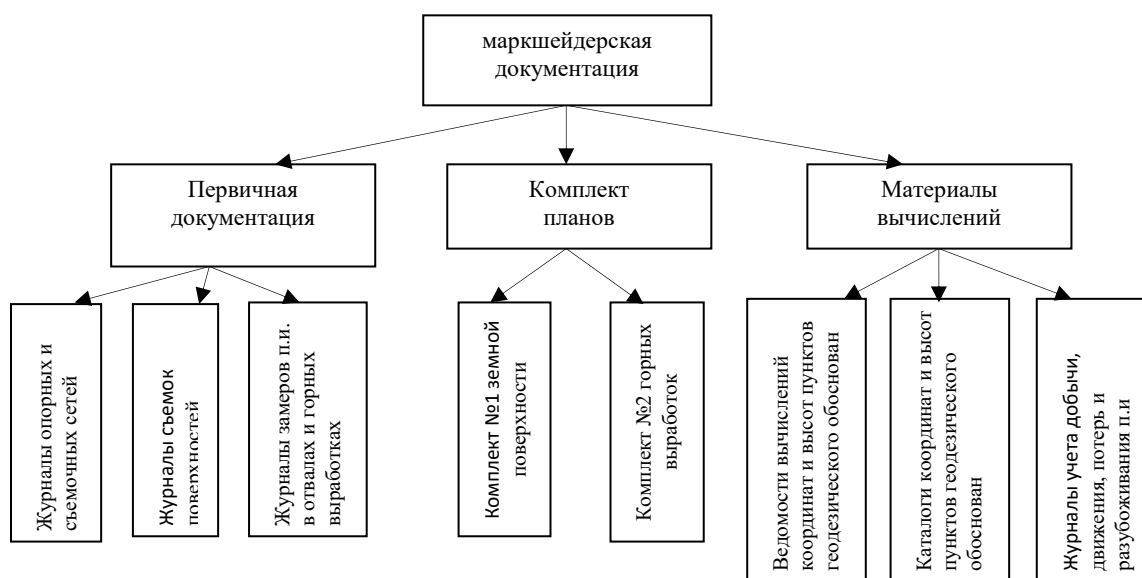 маркшейдерская
документация
Первичная
документация
Комплект
планов
Материалы
вычислений
Журналы опорных и
съемочных сетей
Журналы съемок
поверхностей
Журналы замеров п.и.
в отвалах и горных
выработках
Комплект №1 земной
поверхности
Комплект №2 горных
выработок
Ведомости вычислений
координат и высот пунктов
геодезического обоснован
Каталоги координат и высот
пунктов геодезического
обоснован
Журналы учета добычи,
движения, потерь и
разубоживания п.и